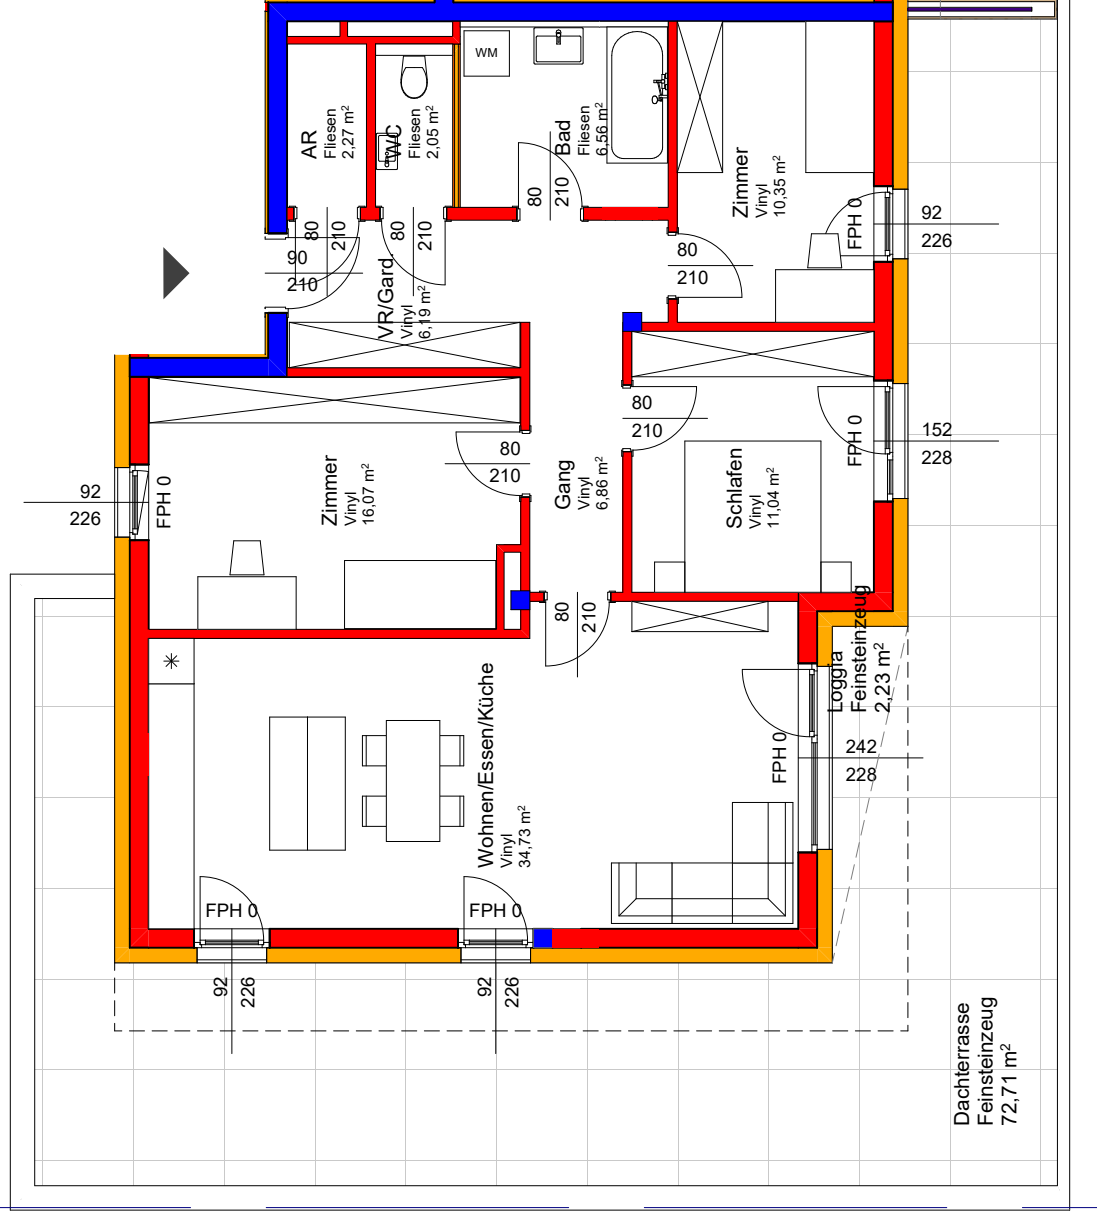 WM
AR
Fliesen
2,27 m²
WC
Fliesen
2,05 m²
Bad
Fliesen
6,56 m²
Zimmer
Vinyl
10,35 m²
80
210
80
210
80
210
90
210
VR/Gard.
Vinyl
6,19 m²
80
210
FPH 0
92
226
80
210
FPH 0
152
228
80
210
Zimmer
Vinyl
16,07 m²
Gang
Vinyl
6,86 m²
Schlafen
Vinyl
11,04 m²
92
226
FPH 0
80
210
Loggia
Feinsteinzeug
2,23 m²
Wohnen/Essen/Küche
Vinyl
34,73 m²
FPH 0
242
228
FPH 0
FPH 0
92
226
92
226
Dachterrasse
Feinsteinzeug
72,71 m²